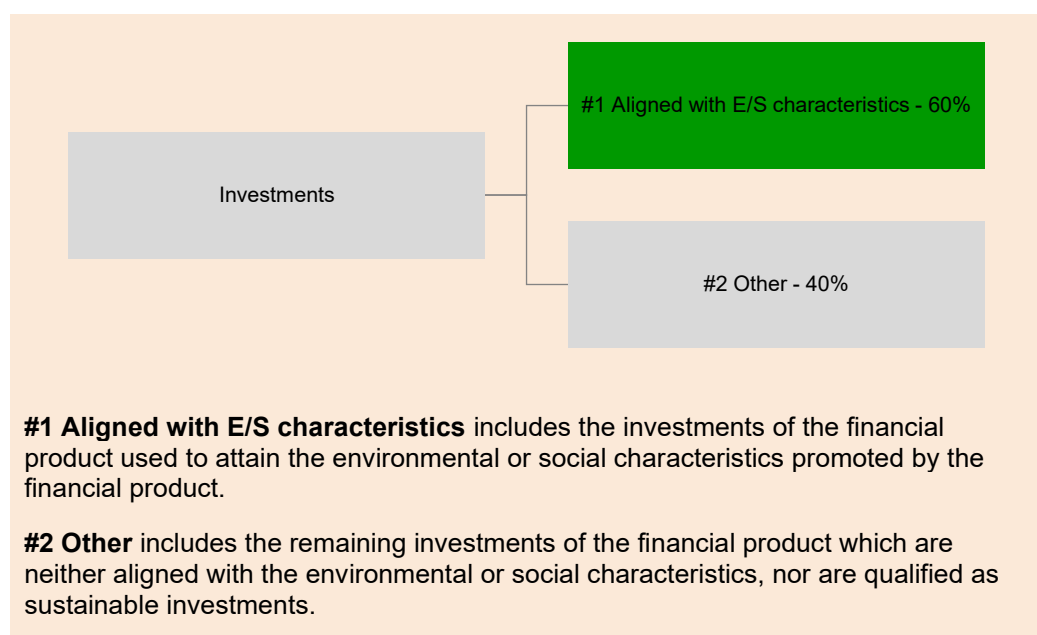 #1 Aligned with E/S characteristics - 60%
Investments
#2 Other - 40%
#1 Aligned with E/S characteristics includes the investments of the financial
product used to attain the environmental or social characteristics promoted by the
financial product.
#2 Other includes the remaining investments of the financial product which are
neither aligned with the environmental or social characteristics, nor are qualified as
sustainable investments.